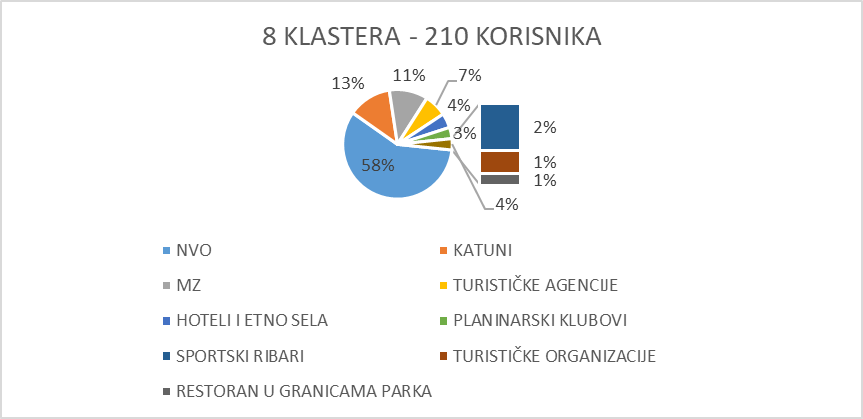 8 KLASTERA - 210 KORISNIKA
13%
11%
7%
4%
3%
58%
2%
1%
1%
4%
NVO
KATUNI
MZ
TURISTIČKE AGENCIJE
HOTELI I ETNO SELA
PLANINARSKI KLUBOVI
SPORTSKI RIBARI
TURISTIČKE ORGANIZACIJE
RESTORAN U GRANICAMA PARKA